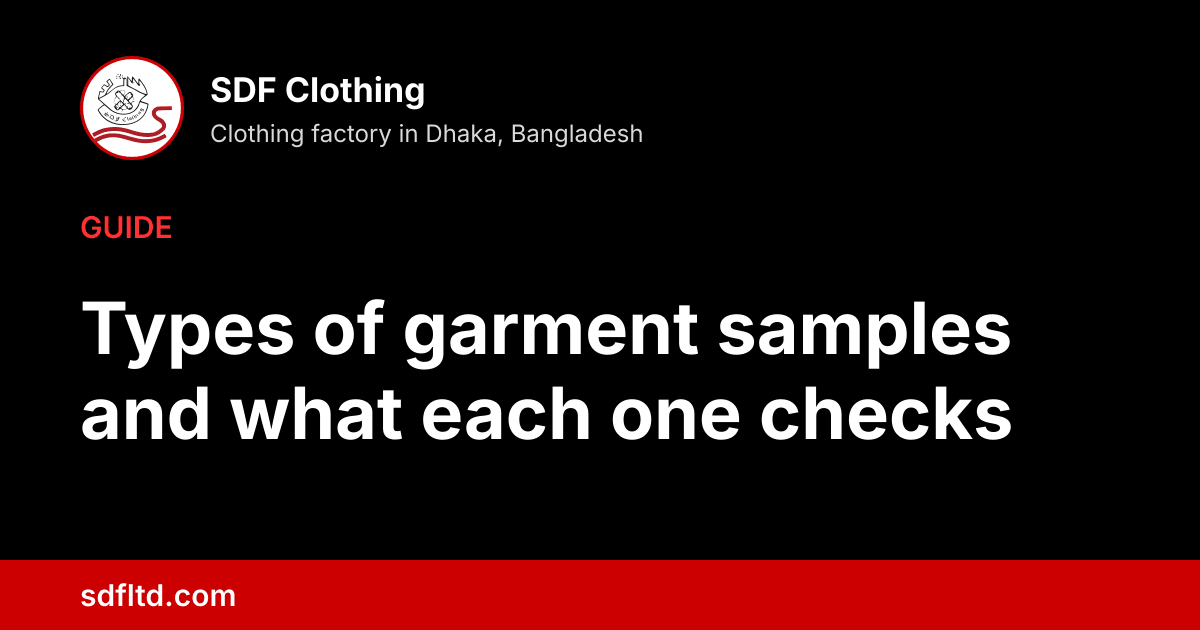 SDF Clothing
Clothing factory in Dhaka, Bangladesh
GUIDE
Types of garment samples
and what each one checks
sdfltd.com